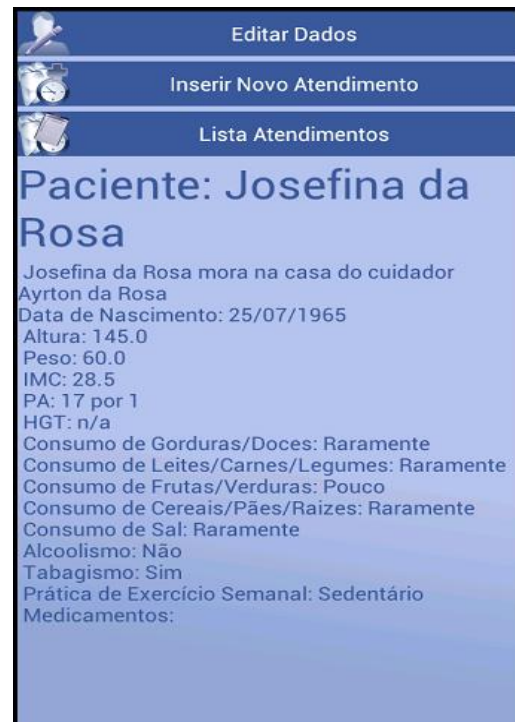 Editar Dados
Inserir Novo Atendimento
Lista Atendimentos
Paciente: Josefina da
Rosa
Josefina da Rosa mora na casa do cuidador
Ayrton da Rosa
Data de Nascimento: 25/07/1965
Altura: 145.0
Peso: 60.0
IMC: 28.5
PA: 17 por 1
HGT: n/a
Consumo de Gorduras/Doces: Raramente
Consumo de Leites/Carnes/Legumes: Raramente
Consumo de Frutas/Verduras: Pouco
Consumo de Cereais/Pães/Raizes: Raramente
Consumo de Sal: Raramente
Alcoolismo: Não
Tabagismo: Sim
Prática de Exercício Semanal: Sedentário
Medicamentos: